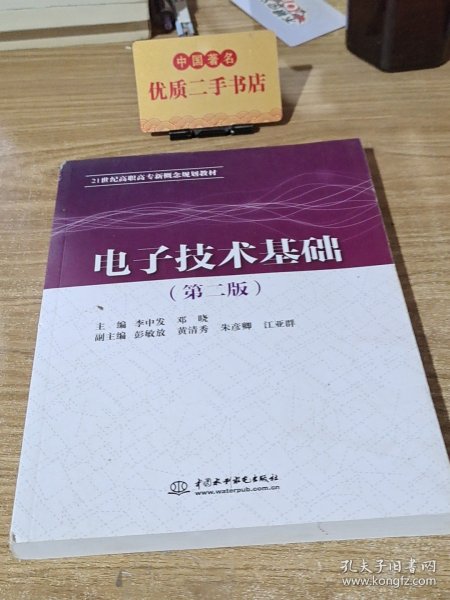 中国著名
优质二手书店
21世纪高职高专新概念规划教材
电子技术基础
（第二版）
主 编 李中发 邓 晓
副主编 彭敏放 黄清秀 朱彦卿 江亚群
中国水利水电出版社
www.waterpub.com.cn
孔夫子旧书网
www.kongfz.com